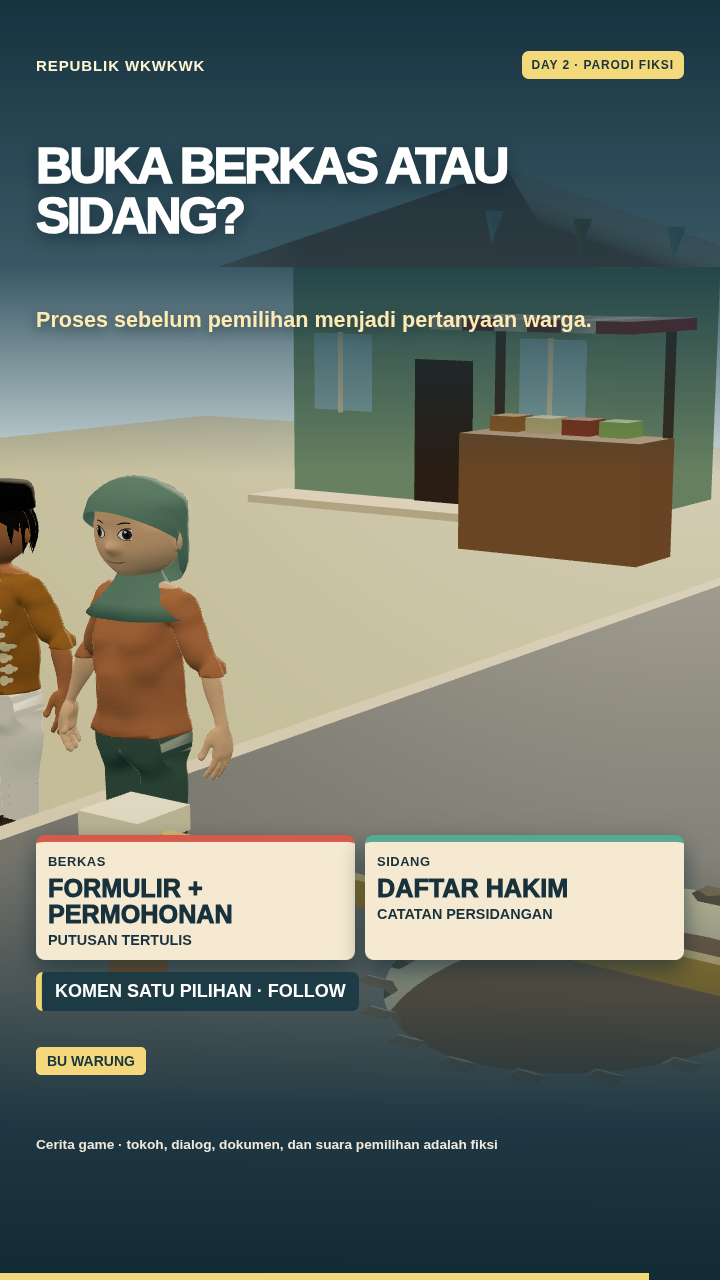 REPUBLIK WKWKWK
DAY 2 · PARODI FIKSI
BUKA BERKAS ATAU
SIDANG?
Proses sebelum pemilihan menjadi pertanyaan warga.
BERKAS
FORMULIR +
PERMOHONAN
PUTUSAN TERTULIS
SIDANG
DAFTAR HAKIM
CATATAN PERSIDANGAN
KOMEN SATU PILIHAN · FOLLOW
BU WARUNG
Cerita game · tokoh, dialog, dokumen, dan suara pemilihan adalah fiksi